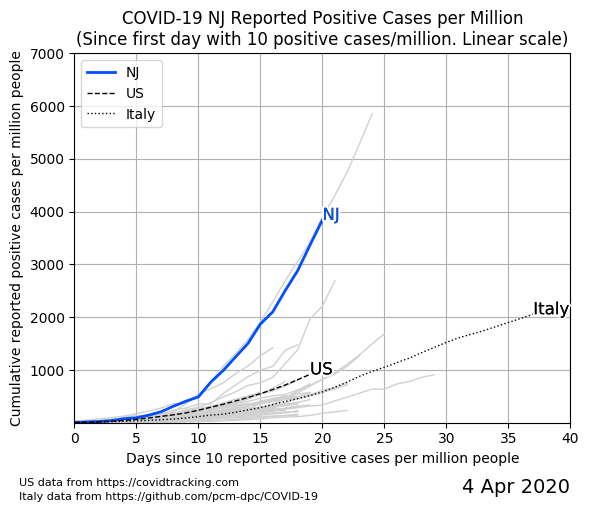 COVID-19 NJ Reported Positive Cases per Million
(Since first day with 10 positive cases/million. Linear scale)
Cumulative reported positive cases per million people
7000
6000
5000
4000
3000
2000
1000
NJ
US
Italy
NJ
US
Italy
0
5
10
15
20
25
30
35
40
Days since 10 reported positive cases per million people
US data from https://covidtracking.com
Italy data from https://github.com/pcm-dpc/COVID-19
4 Apr 2020